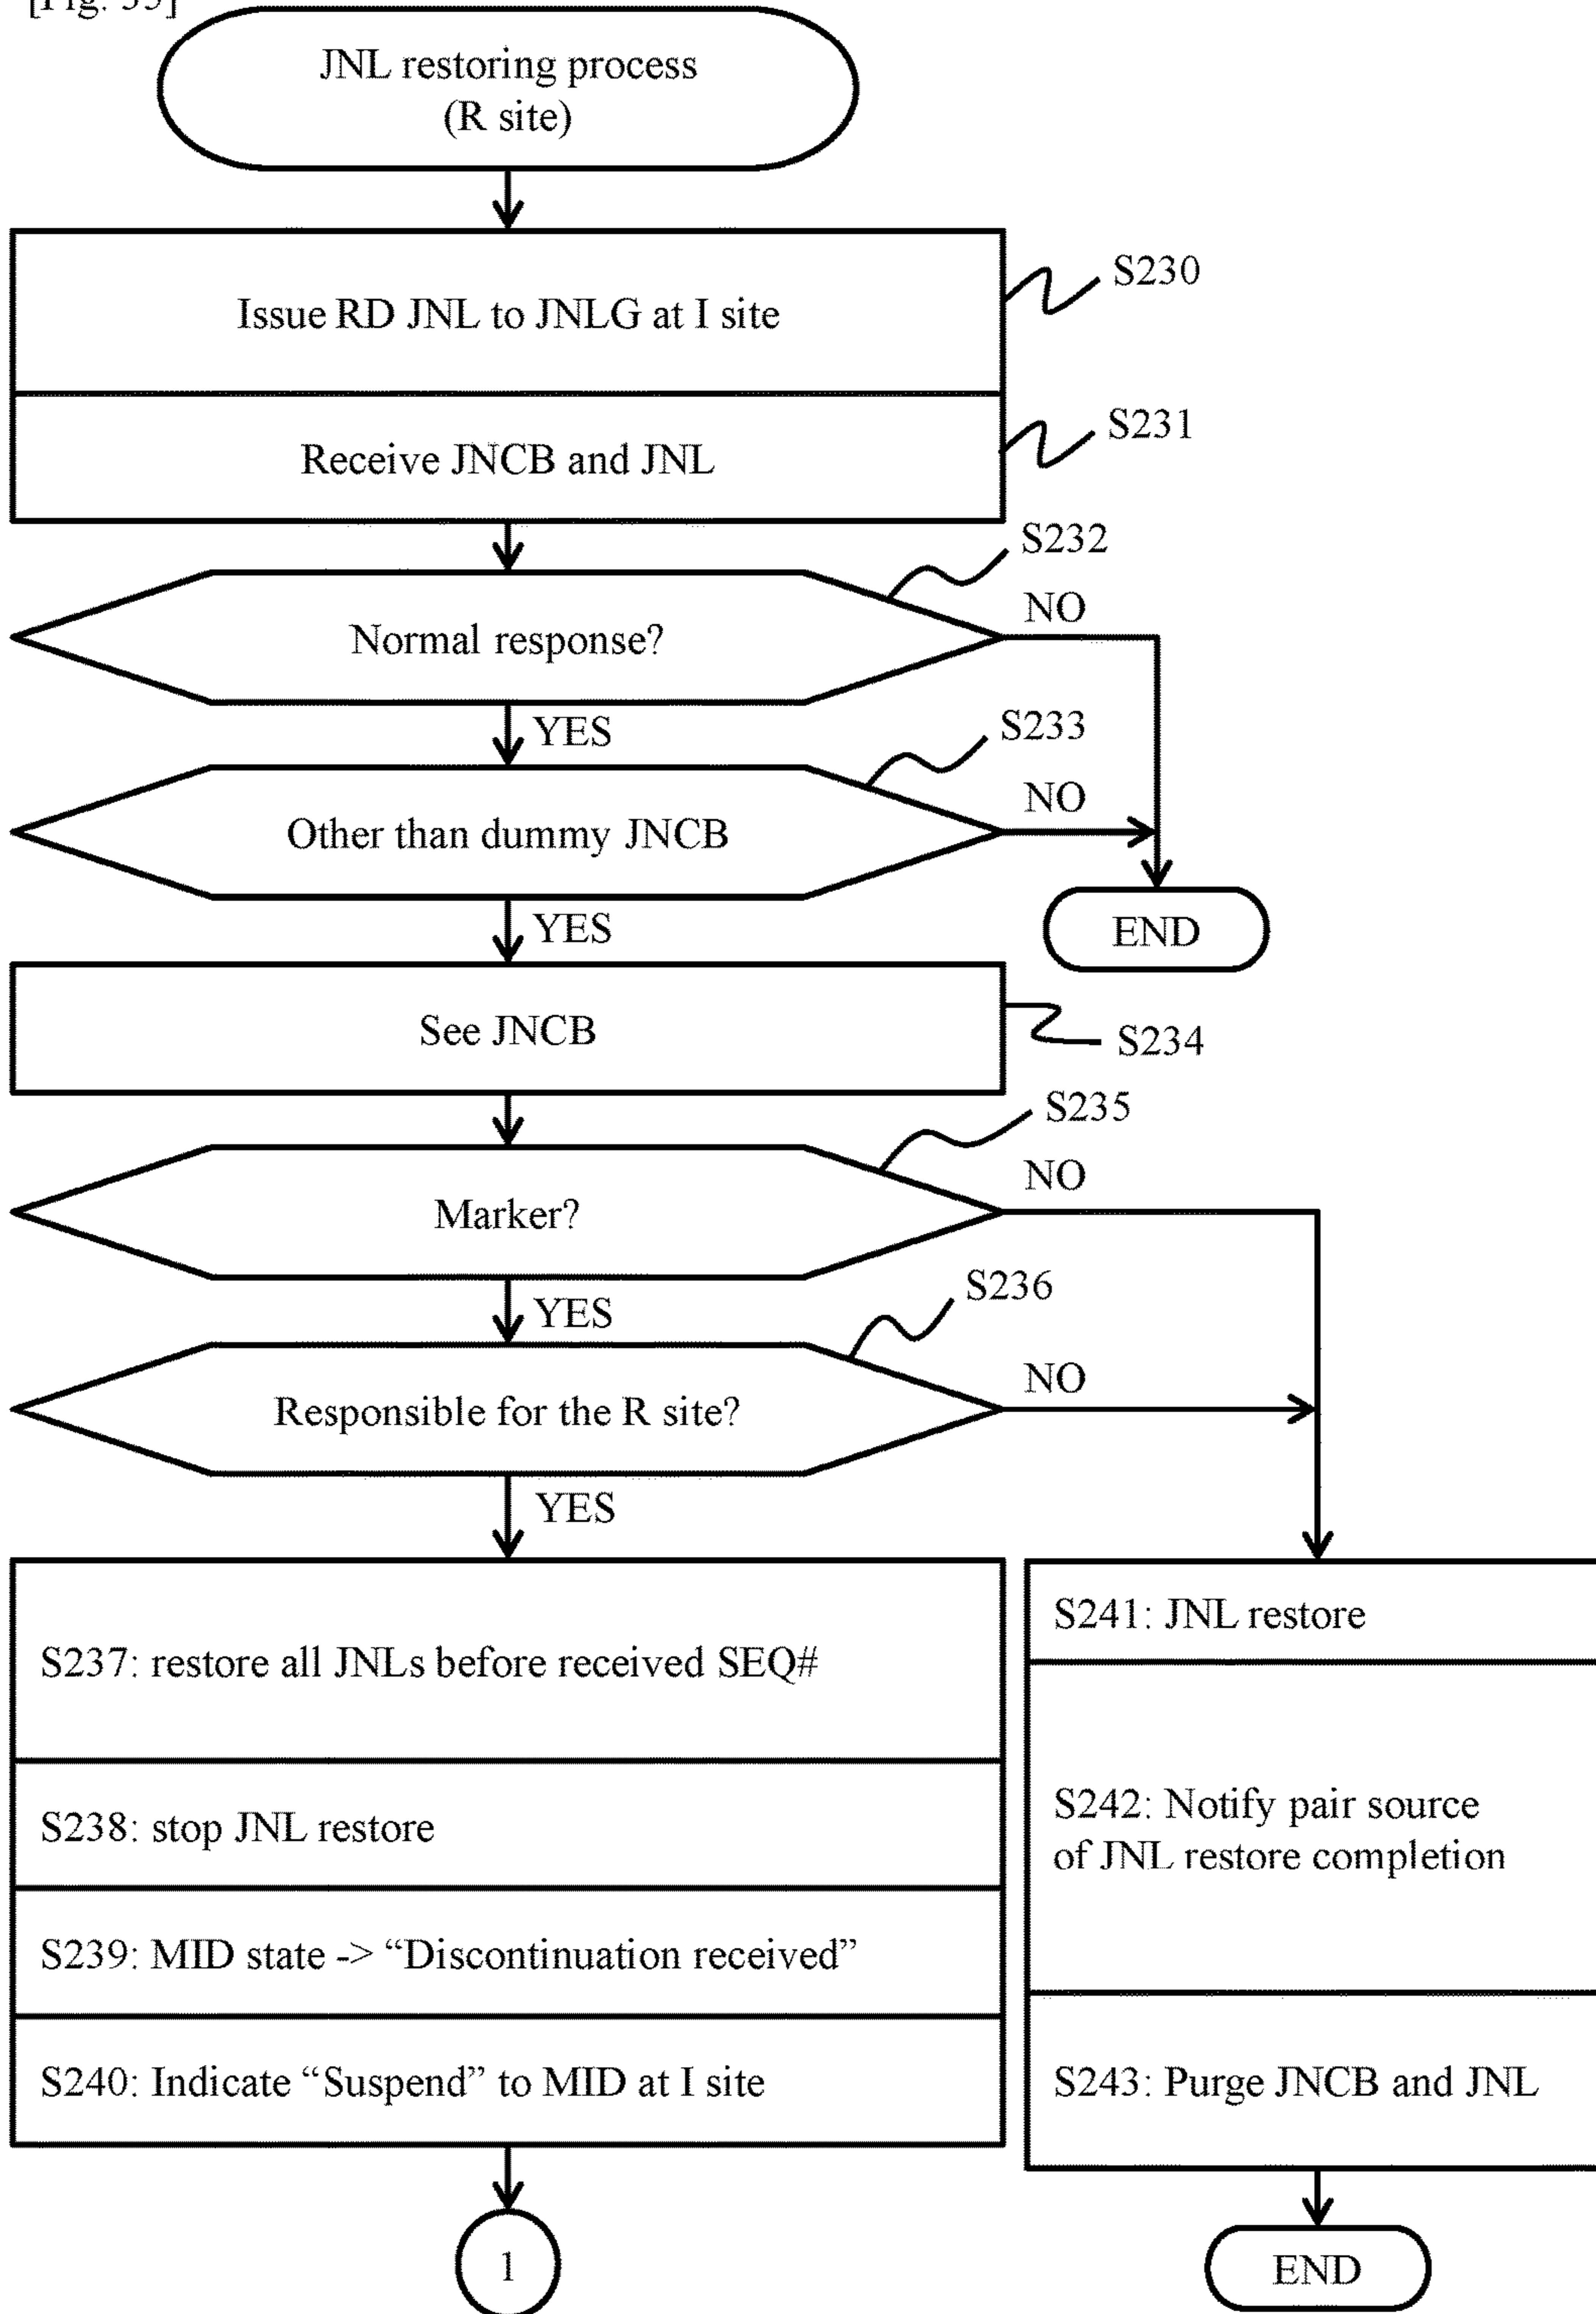 [Fig. 35]
JNL restoring process
(R site)
Issue RD JNL to JNLG at I site
S230
Receive JNCB and JNL
S231
S232
Normal response?
NO
YES
S233
Other than dummy JNCB
NO
YES
END
See JNCB
S234
S235
Marker?
NO
YES
S236
Responsible for the R site?
NO
YES
S237: restore all JNLs before received SEQ#
S238: stop JNL restore
S239: MID state -> “Discontinuation received”
S240: Indicate “Suspend” to MID at I site
1
S241: JNL restore
S242: Notify pair source
of JNL restore completion
S243: Purge JNCB and JNL
END